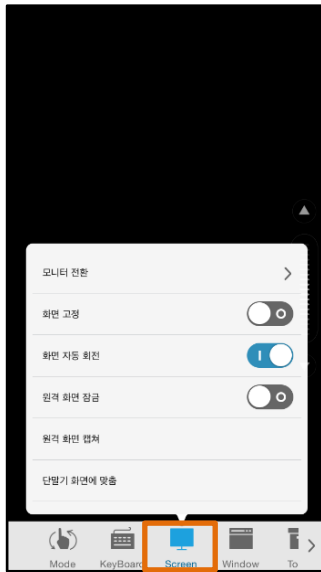 모니터 전환
화면 고정
화면 자동 회전
원격 화면 잠금
원격 화면 캡쳐
단말기 화면에 맞춤
Mode KeyBoard Screen Window To